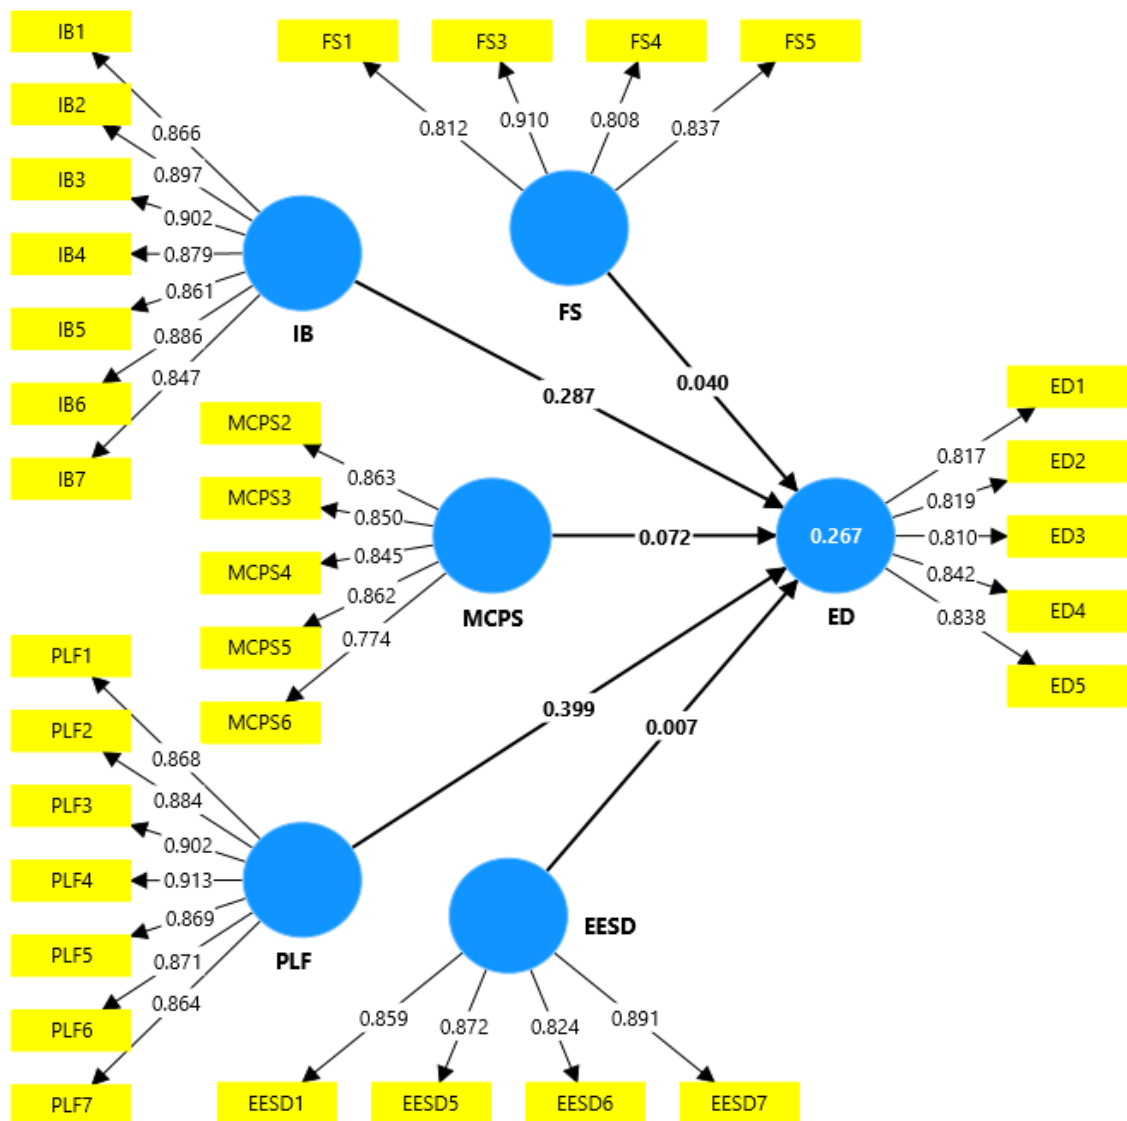 IB1
IB2
IB3
IB4
IB5
IB6
IB7
0.866
0.897
0.902
0.879
0.861
0.886
0.847
IB
FS1
FS3
FS4
FS5
0.812
0.910
0.808
0.837
FS
0.287
0.040
MCPS2
MCPS3
MCPS4
MCPS5
MCPS6
0.863
0.850
0.845
0.862
0.774
MCPS
0.072
0.267
ED
0.817
0.819
0.810
0.842
0.838
ED1
ED2
ED3
ED4
ED5
PLF1
PLF2
PLF3
PLF4
PLF5
PLF6
PLF7
0.868
0.884
0.902
0.913
0.869
0.871
0.864
PLF
0.399
0.007
EESD
0.859
0.872
0.824
0.891
EESD1
EESD5
EESD6
EESD7